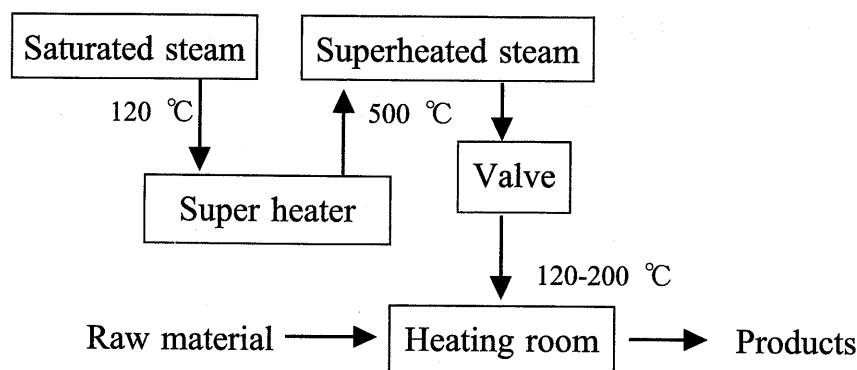 Saturated steam
Superheated steam
120 ℃
500 ℃
Valve
Super heater
120-200 ℃
Raw material
Heating room
Products